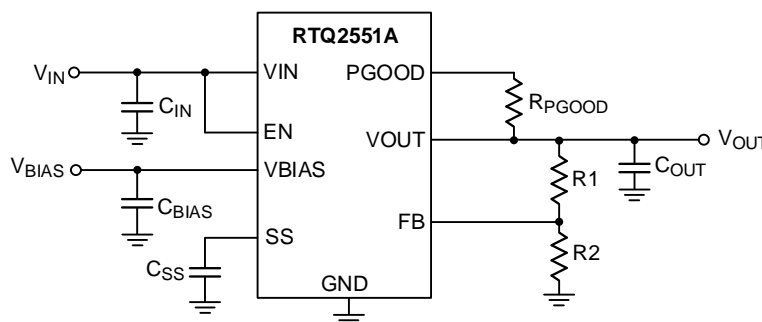 RTQ2551A
VIN
VIN
CIN
EN
VBIAS
VBIAS
CBIAS
SS
CSS
GND
PGOOD
RPGOOD
VOUT
VOUT
COUT
R1
FB
R2